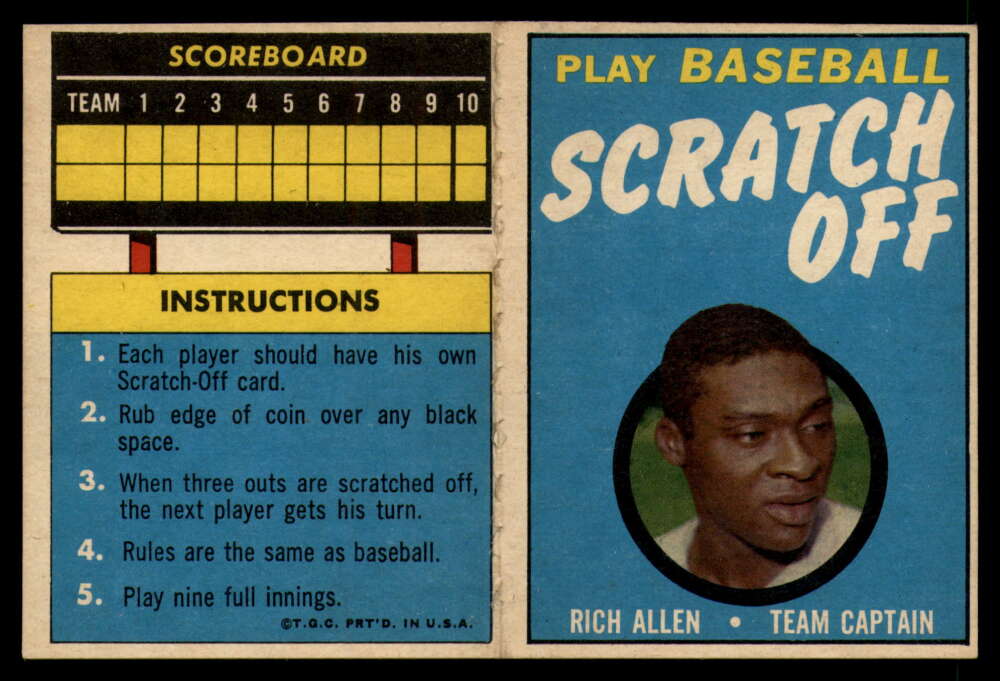 SCOREBOARD
TEAM 1 2 3 4 5 6 7 8 9 10
INSTRUCTIONS
1. Each player should have his own
Scratch-Off card.
2. Rub edge of coin over any black
space.
3. When three outs are scratched off,
the next player gets his turn.
4. Rules are the same as baseball.
5. Play nine full innings.
©T.G.C. PRT'D. IN U.S.A.
PLAY BASEBALL
SCRATCH
OFF
RICH ALLEN • TEAM CAPTAIN